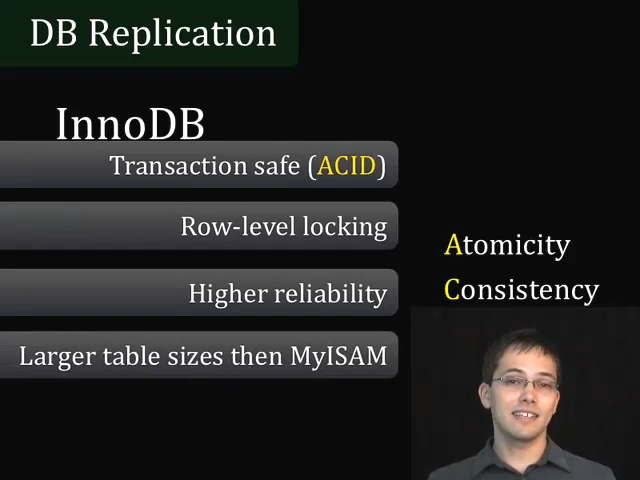 DB Replication
InnoDB
Transaction safe (ACID)
Row-level locking
Higher reliability
Larger table sizes then MyISAM
Atomicity
Consistency